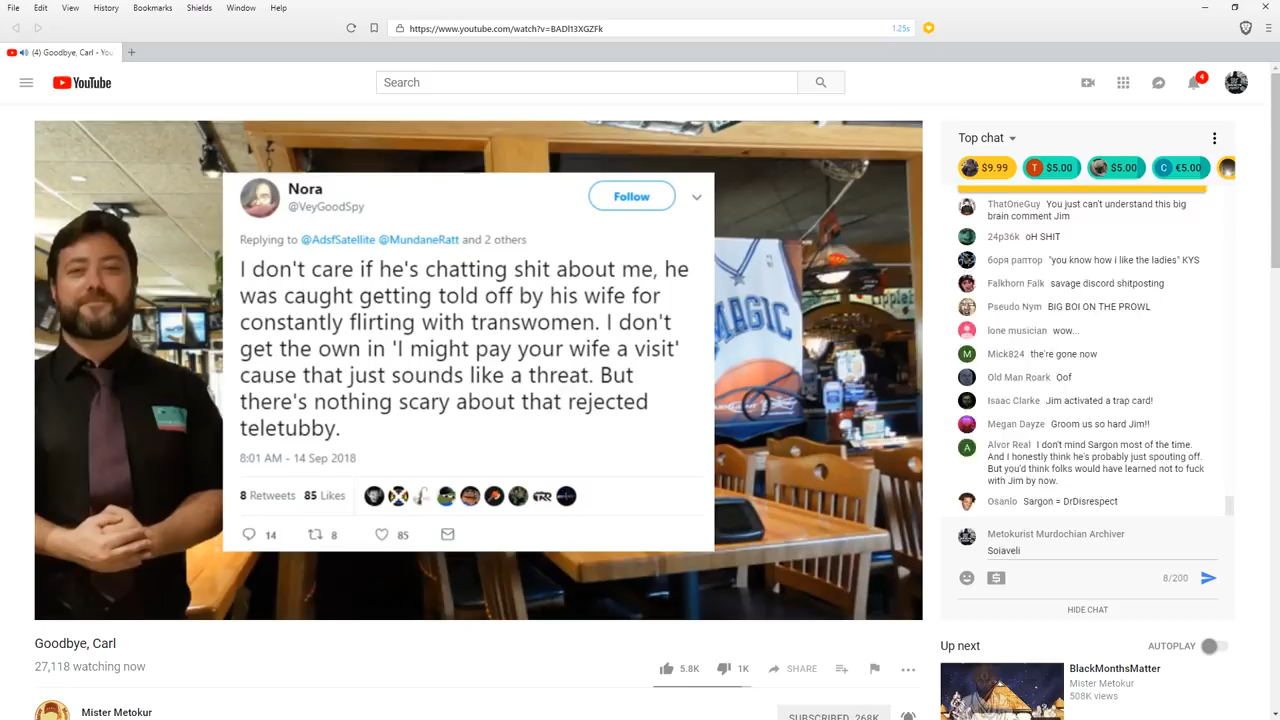 File Edit View History Bookmarks Shields Window Help
https://www.youtube.com/watch?v=BADl13XGZFk
1.25s
(4) Goodbye, Carl - You
YouTube
Search
4
Nora
@VeyGoodSpy
Follow
Replying to @AdsfSatellite @MundaneRatt and 2 others
I don't care if he's chatting shit about me, he
was caught getting told off by his wife for
constantly flirting with transwomen. I don't
get the own in 'I might pay your wife a visit'
cause that just sounds like a threat. But
there's nothing scary about that rejected
teletubby.
8:01 AM - 14 Sep 2018
8 Retweets 85 Likes
14 8 85
MAGIC
Top chat
$9.99 T $5.00 $5.00 C €5.00
ThatOneGuy You just can't understand this big
brain comment Jim
24p36k oH SHIT
боря раптор "you know how i like the ladies" KYS
Falkhorn Falk savage discord shitposting
Pseudo Nym BIG BOI ON THE PROWL
lone musician wow...
M Mick824 the're gone now
Old Man Roark Oof
Isaac Clarke Jim activated a trap card!
Megan Dayze Groom us so hard Jim!!
A Alvor Real I don't mind Sargon most of the time.
And I honestly think he's probably just spouting off.
But you'd think folks would have learned not to fuck
with Jim by now.
Osanlo Sargon = DrDisrespect
Metokurist Murdochian Archiver
Soiaveli
8/200
HIDE CHAT
Goodbye, Carl
27,118 watching now
5.8K 1K SHARE
Mister Metokur
SUBSCRIBED 268K
Up next
AUTOPLAY
BlackMonthsMatter
Mister Metokur
508K views